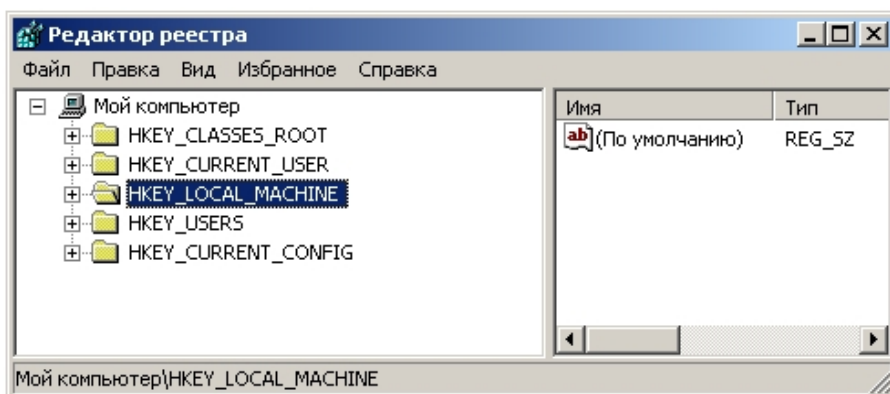 Редактор реестра
Файл Правка Вид Избранное Справка
Мой компьютер
HKEY_CLASSES_ROOT
HKEY_CURRENT_USER
HKEY_LOCAL_MACHINE
HKEY_USERS
HKEY_CURRENT_CONFIG
Имя Тип
ab (По умолчанию) REG_SZ
Мой компьютер\HKEY_LOCAL_MACHINE